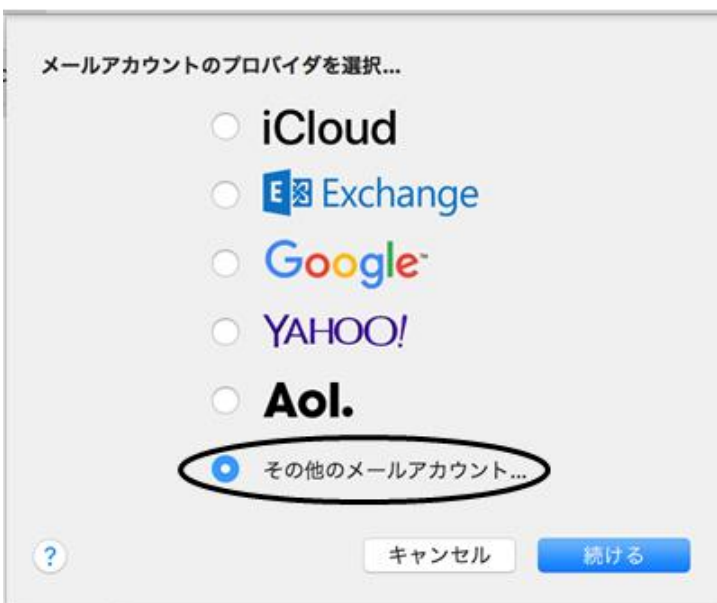 メールアカウントのプロバイダを選択...
iCloud
E Exchange
Google™
YAHOO!
Aol.
その他のメールアカウント...
? キャンセル 続ける